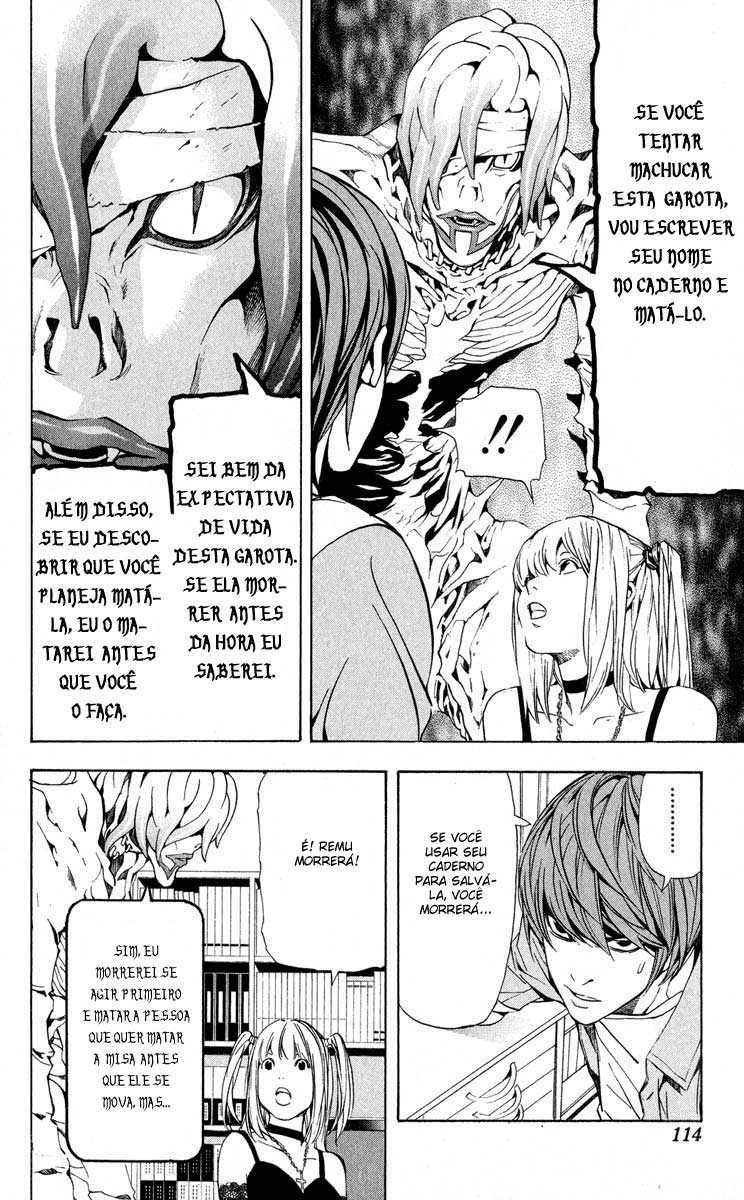 SE VOCÊ
TENTAR
MACHUCAR
ESTA GAROTA,
VOU ESCREVER
SEU NOME
NO CADERNO E
MATÁ-LO.
!!
SEI BEM DA
EXPECTATIVA
DE VIDA
DESTA GAROTA.
SE ELA MOR-
RER ANTES
DA HORA EU
SABEREI.
ALÉM DISSO,
SE EU DESCO-
BRIR QUE VOCÊ
PLANEJA MATÁ-
LA, EU O MA-
TAREI ANTES
QUE VOCÊ
O FAÇA.
.........
SE VOCÊ
USAR SEU
CADERNO
PARA SALVÁ-
LA, VOCÊ
MORRERÁ...
É! REMU
MORRERÁ!
SIM, EU
MORREREI SE
AGIR PRIMEIRO
E MATAR A PESSOA
QUE QUER MATAR
A MISA ANTES
QUE ELE SE
MOVA, MAS...
114